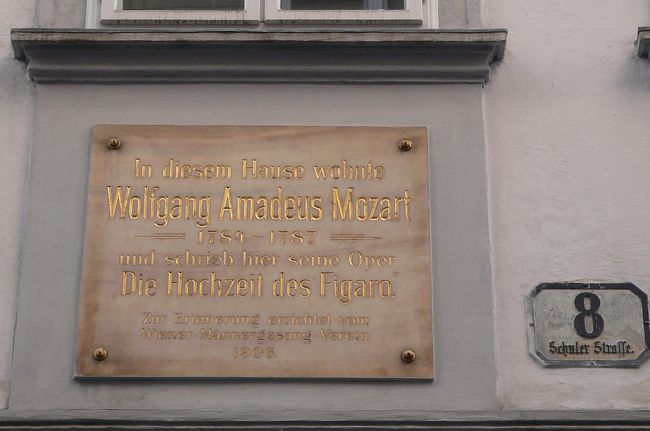 In diesem Hause wohnte
Wolfgang Amadeus Mozart
1784 – 1787
und schrieb hier seine Oper
Die Hochzeit des Figaro.
Zur Erinnerung errichtet vom
Wiener Männergesang-Verein
1906.
8
Schuler Strasse.